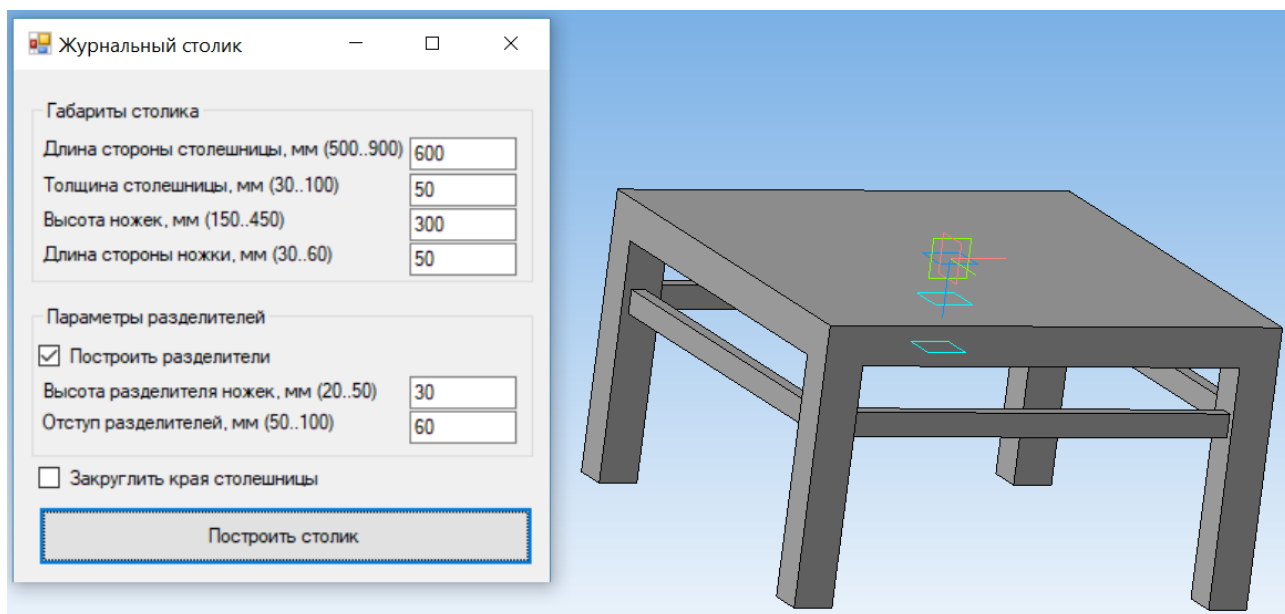 Журнальный столик
Габариты столика
Длина стороны столешницы, мм (500..900) 600
Толщина столешницы, мм (30..100) 50
Высота ножек, мм (150..450) 300
Длина стороны ножки, мм (30..60) 50
Параметры разделителей
Построить разделители
Высота разделителя ножек, мм (20..50) 30
Отступ разделителей, мм (50..100) 60
Закруглить края столешницы
Построить столик